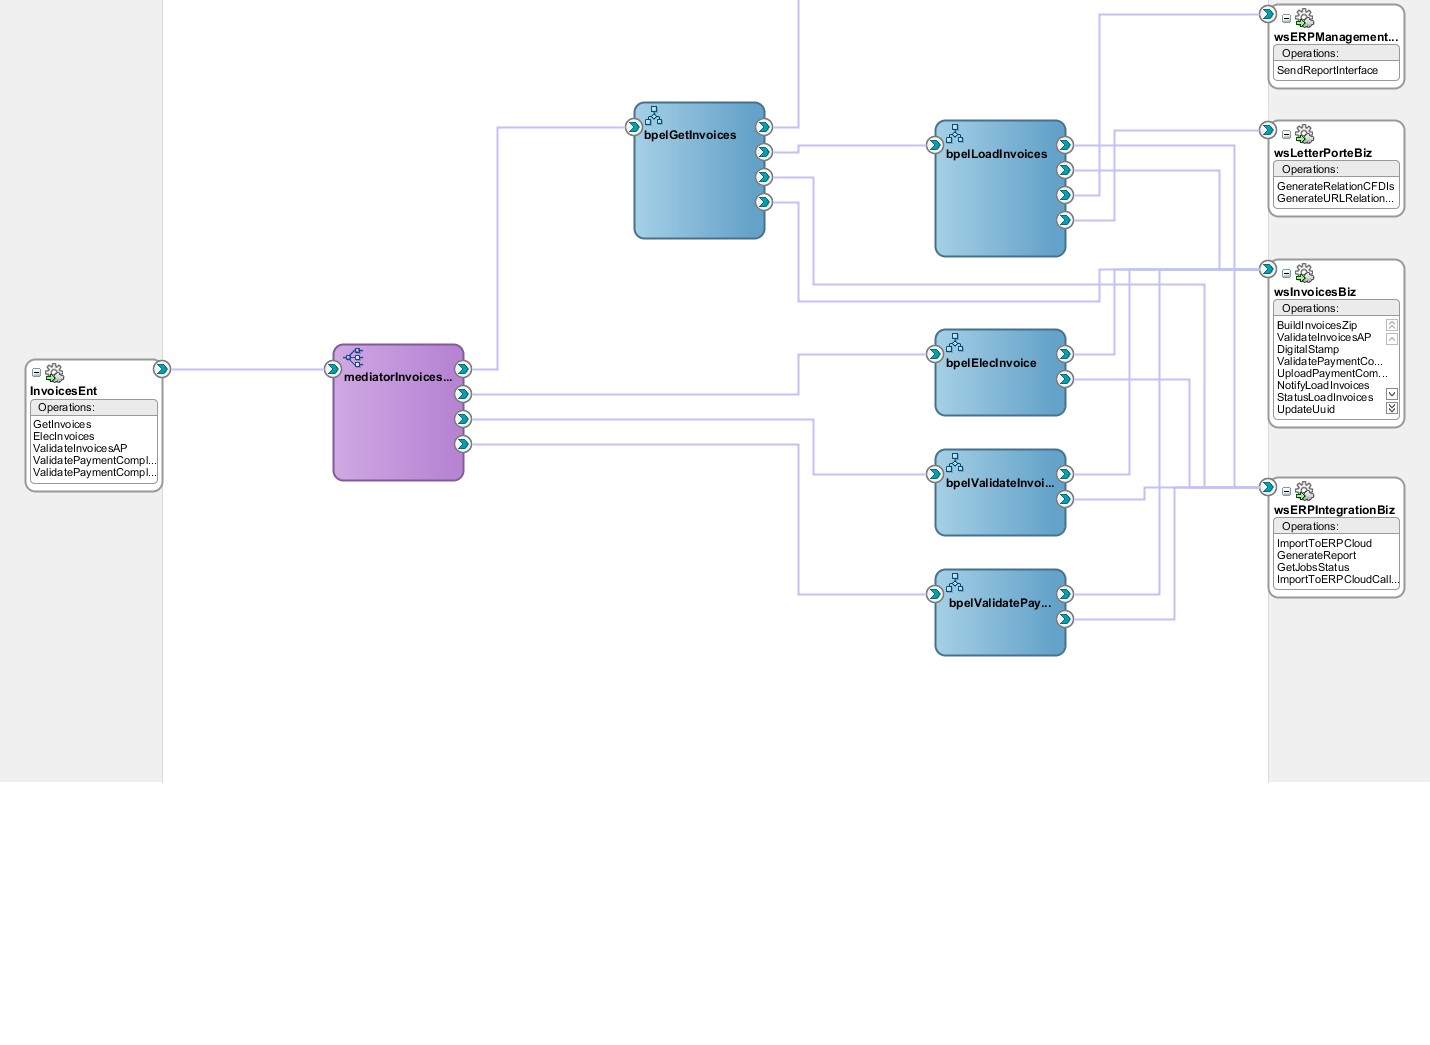 InvoicesEnt
Operations:
GetInvoices
ElecInvoices
ValidateInvoicesAP
ValidatePaymentCompl...
ValidatePaymentCompl...
mediatorInvoices...
bpelGetInvoices
bpelLoadInvoices
bpelElecInvoice
bpelValidateInvoi...
bpelValidatePay...
wsERPManagement...
Operations:
SendReportInterface
wsLetterPorteBiz
Operations:
GenerateRelationCFDIs
GenerateURLRelation...
wsInvoicesBiz
Operations:
BuildInvoicesZip
ValidateInvoicesAP
DigitalStamp
ValidatePaymentCo...
UploadPaymentCom...
NotifyLoadInvoices
StatusLoadInvoices
UpdateUuid
wsERPIntegrationBiz
Operations:
ImportToERPCloud
GenerateReport
GetJobsStatus
ImportToERPCloudCall...